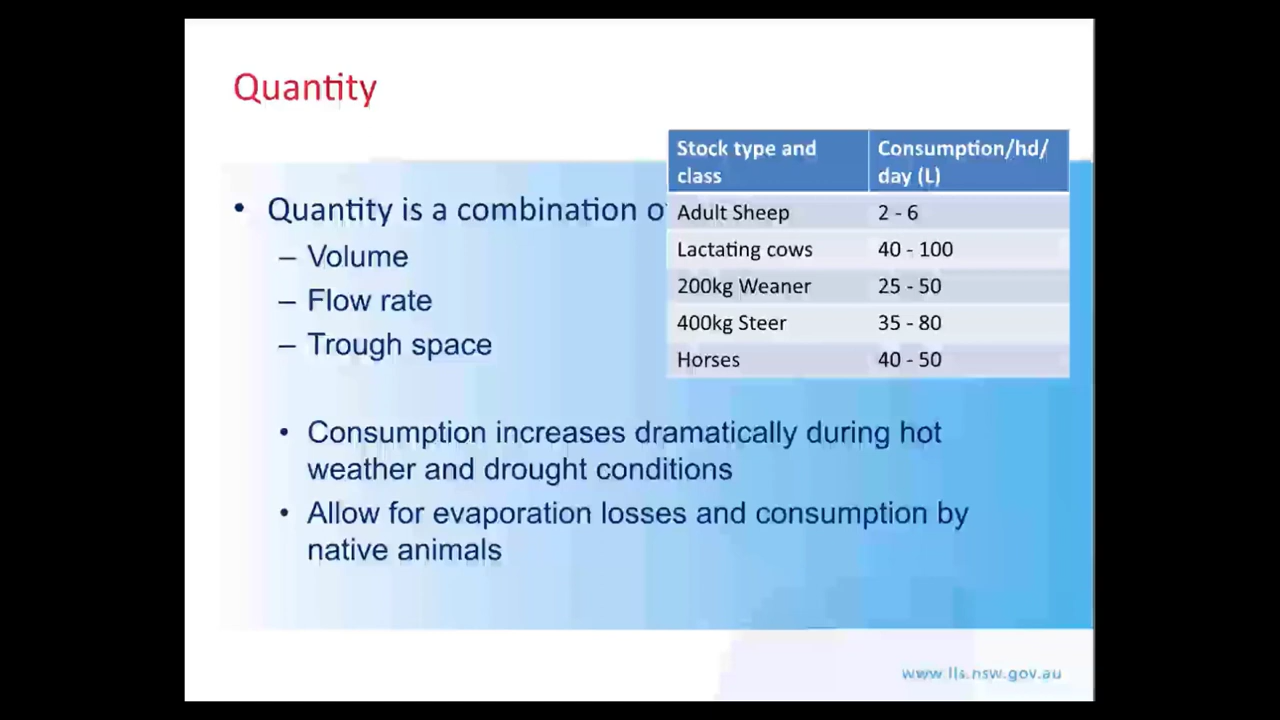 Quantity
• Quantity is a combination o
– Volume
– Flow rate
– Trough space
Stock type and class Consumption/hd/day (L)
Adult Sheep 2 - 6
Lactating cows 40 - 100
200kg Weaner 25 - 50
400kg Steer 35 - 80
Horses 40 - 50
• Consumption increases dramatically during hot
weather and drought conditions
• Allow for evaporation losses and consumption by
native animals
www.lls.nsw.gov.au